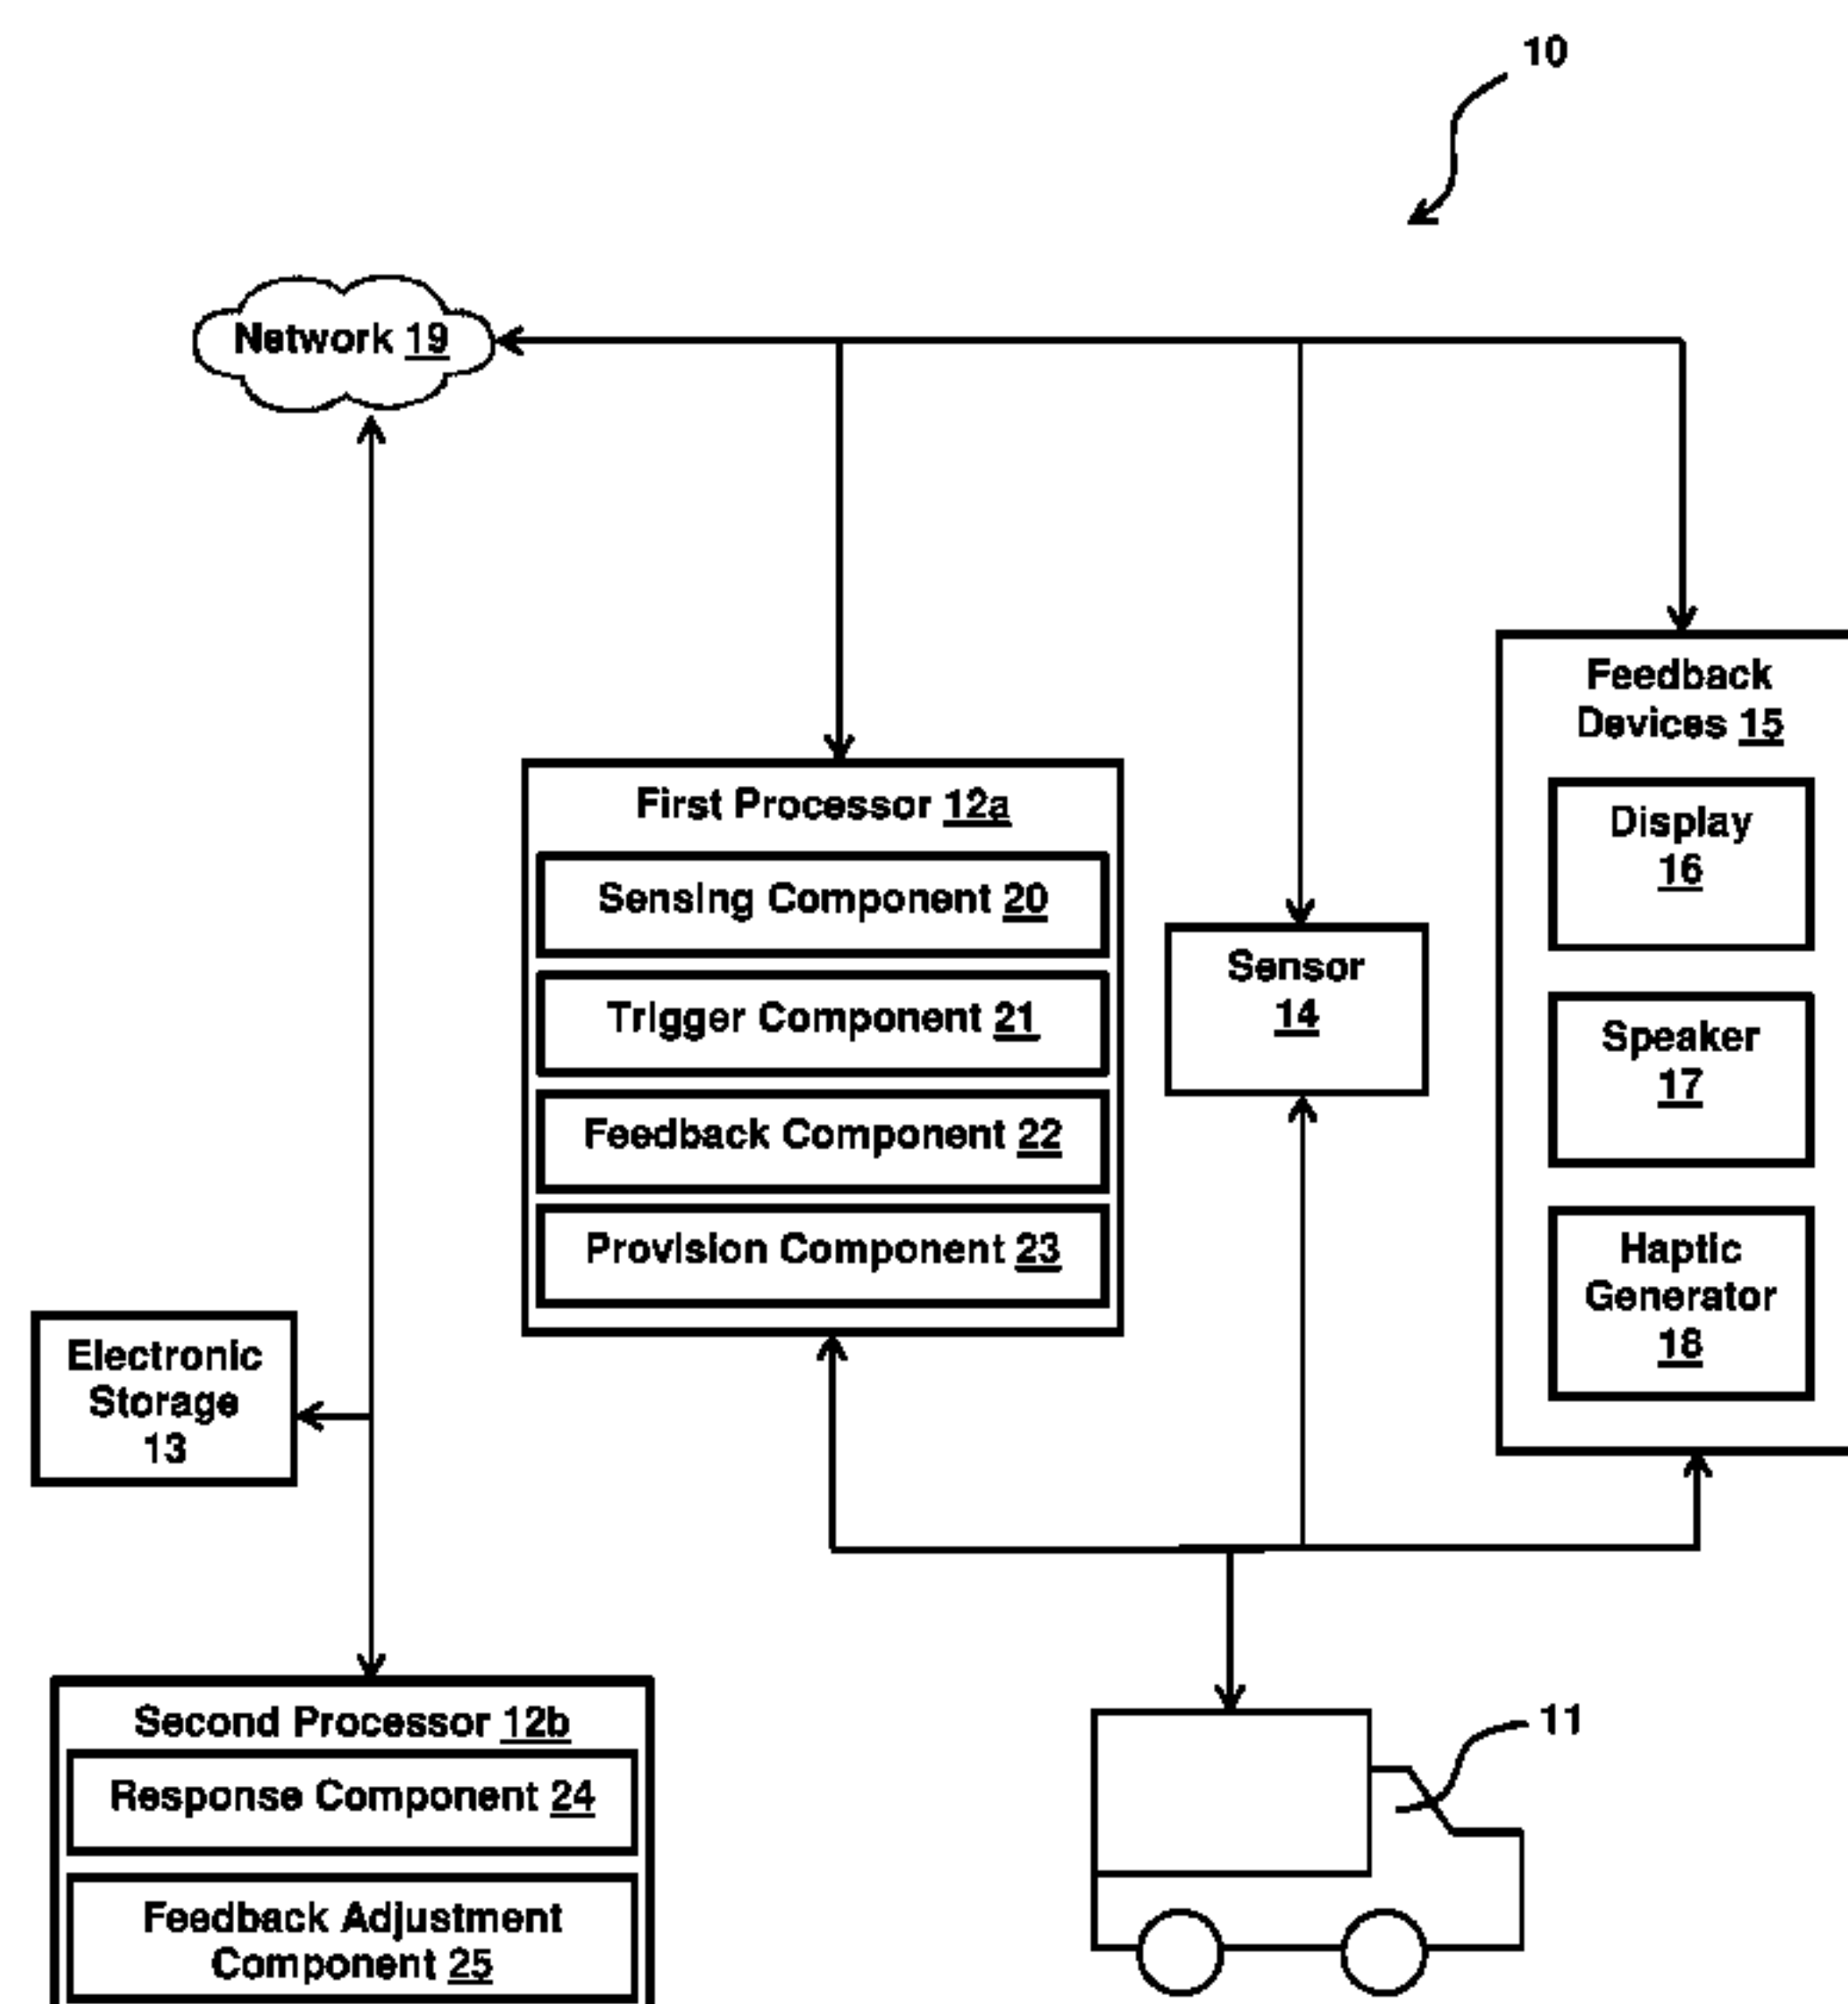 10
Network 19
Feedback
Devices 15
Display
16
Speaker
17
Haptic
Generator
18
First Processor 12a
Sensing Component 20
Trigger Component 21
Feedback Component 22
Provision Component 23
Sensor
14
Electronic
Storage
13
Second Processor 12b
Response Component 24
Feedback Adjustment
Component 25
11